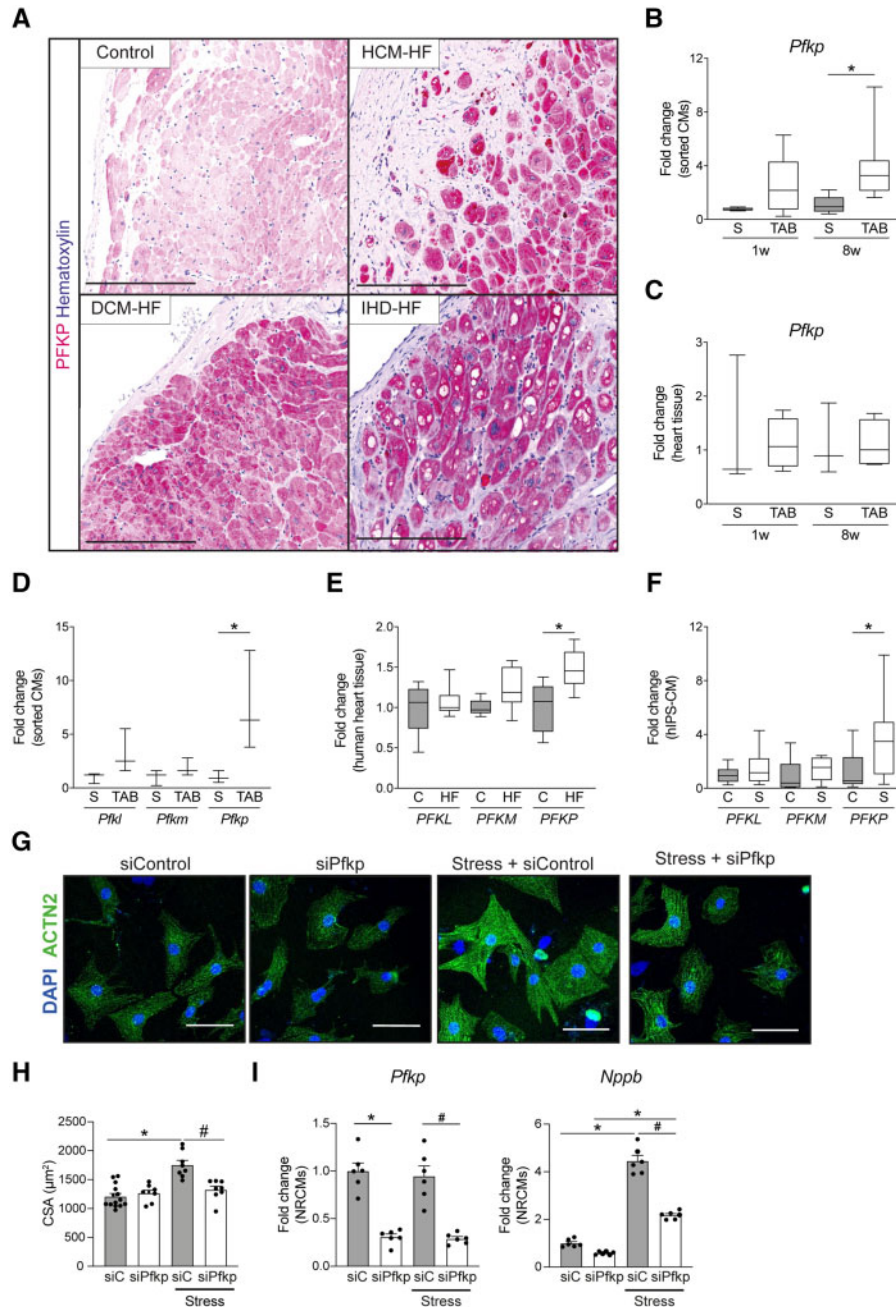 A
Control
HCM-HF
DCM-HF
IHD-HF
PFKP Hematoxylin
B
Pfkp
Fold change
(sorted CMs)
12
8
4
0
*
S TAB S TAB
1w 8w
C
Pfkp
Fold change
(heart tissue)
3
2
1
0
S TAB S TAB
1w 8w
D
Fold change
(sorted CMs)
15
10
5
0
*
S TAB S TAB S TAB
Pfkl Pfkm Pfkp
E
Fold change
(human heart tissue)
2.0
1.5
1.0
0.5
0.0
*
C HF C HF C HF
PFKL PFKM PFKP
F
Fold change
(hIPS-CM)
12
8
4
0
*
C S C S C S
PFKL PFKM PFKP
G
DAPI ACTN2
siControl
siPfkp
Stress + siControl
Stress + siPfkp
H
CSA (µm²)
2500
2000
1500
1000
500
0
* #
siC siPfkp siC siPfkp
Stress
I
Pfkp
Fold change
(NRCMs)
1.5
1.0
0.5
0.0
* #
siC siPfkp siC siPfkp
Stress
Nppb
Fold change
(NRCMs)
6
4
2
0
*
* #
siC siPfkp siC siPfkp
Stress